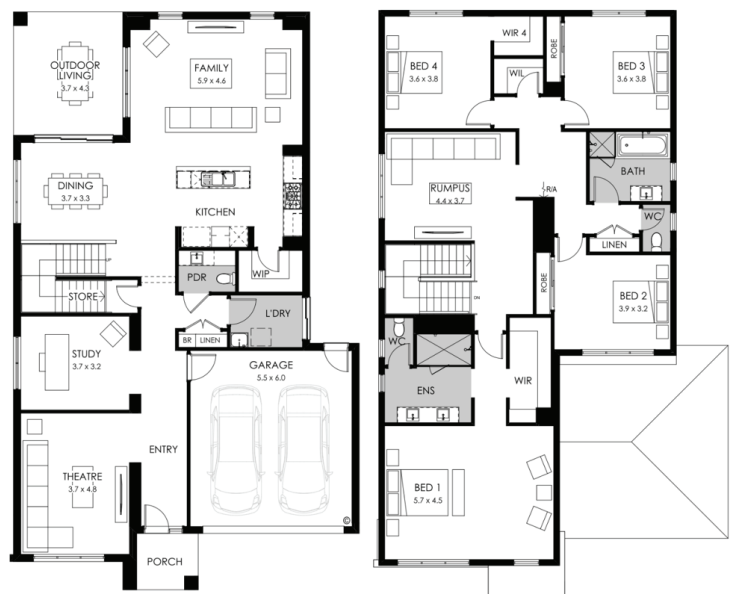 OUTDOOR
LIVING
3.7 x 4.3
FAMILY
5.9 x 4.6
DINING
3.7 x 3.3
KITCHEN
UP
PDR
WIP
STORE
L'DRY
BR
LINEN
STUDY
3.7 x 3.2
GARAGE
5.5 x 6.0
ENTRY
THEATRE
3.7 x 4.8
©
PORCH
BED 4
3.6 x 3.8
WIR 4
WIL
ROBE
BED 3
3.6 x 3.8
RUMPUS
4.4 x 3.7
R/A
BATH
WC
LINEN
DN
ROBE
BED 2
3.9 x 3.2
WC
ENS
WIR
BED 1
5.7 x 4.5